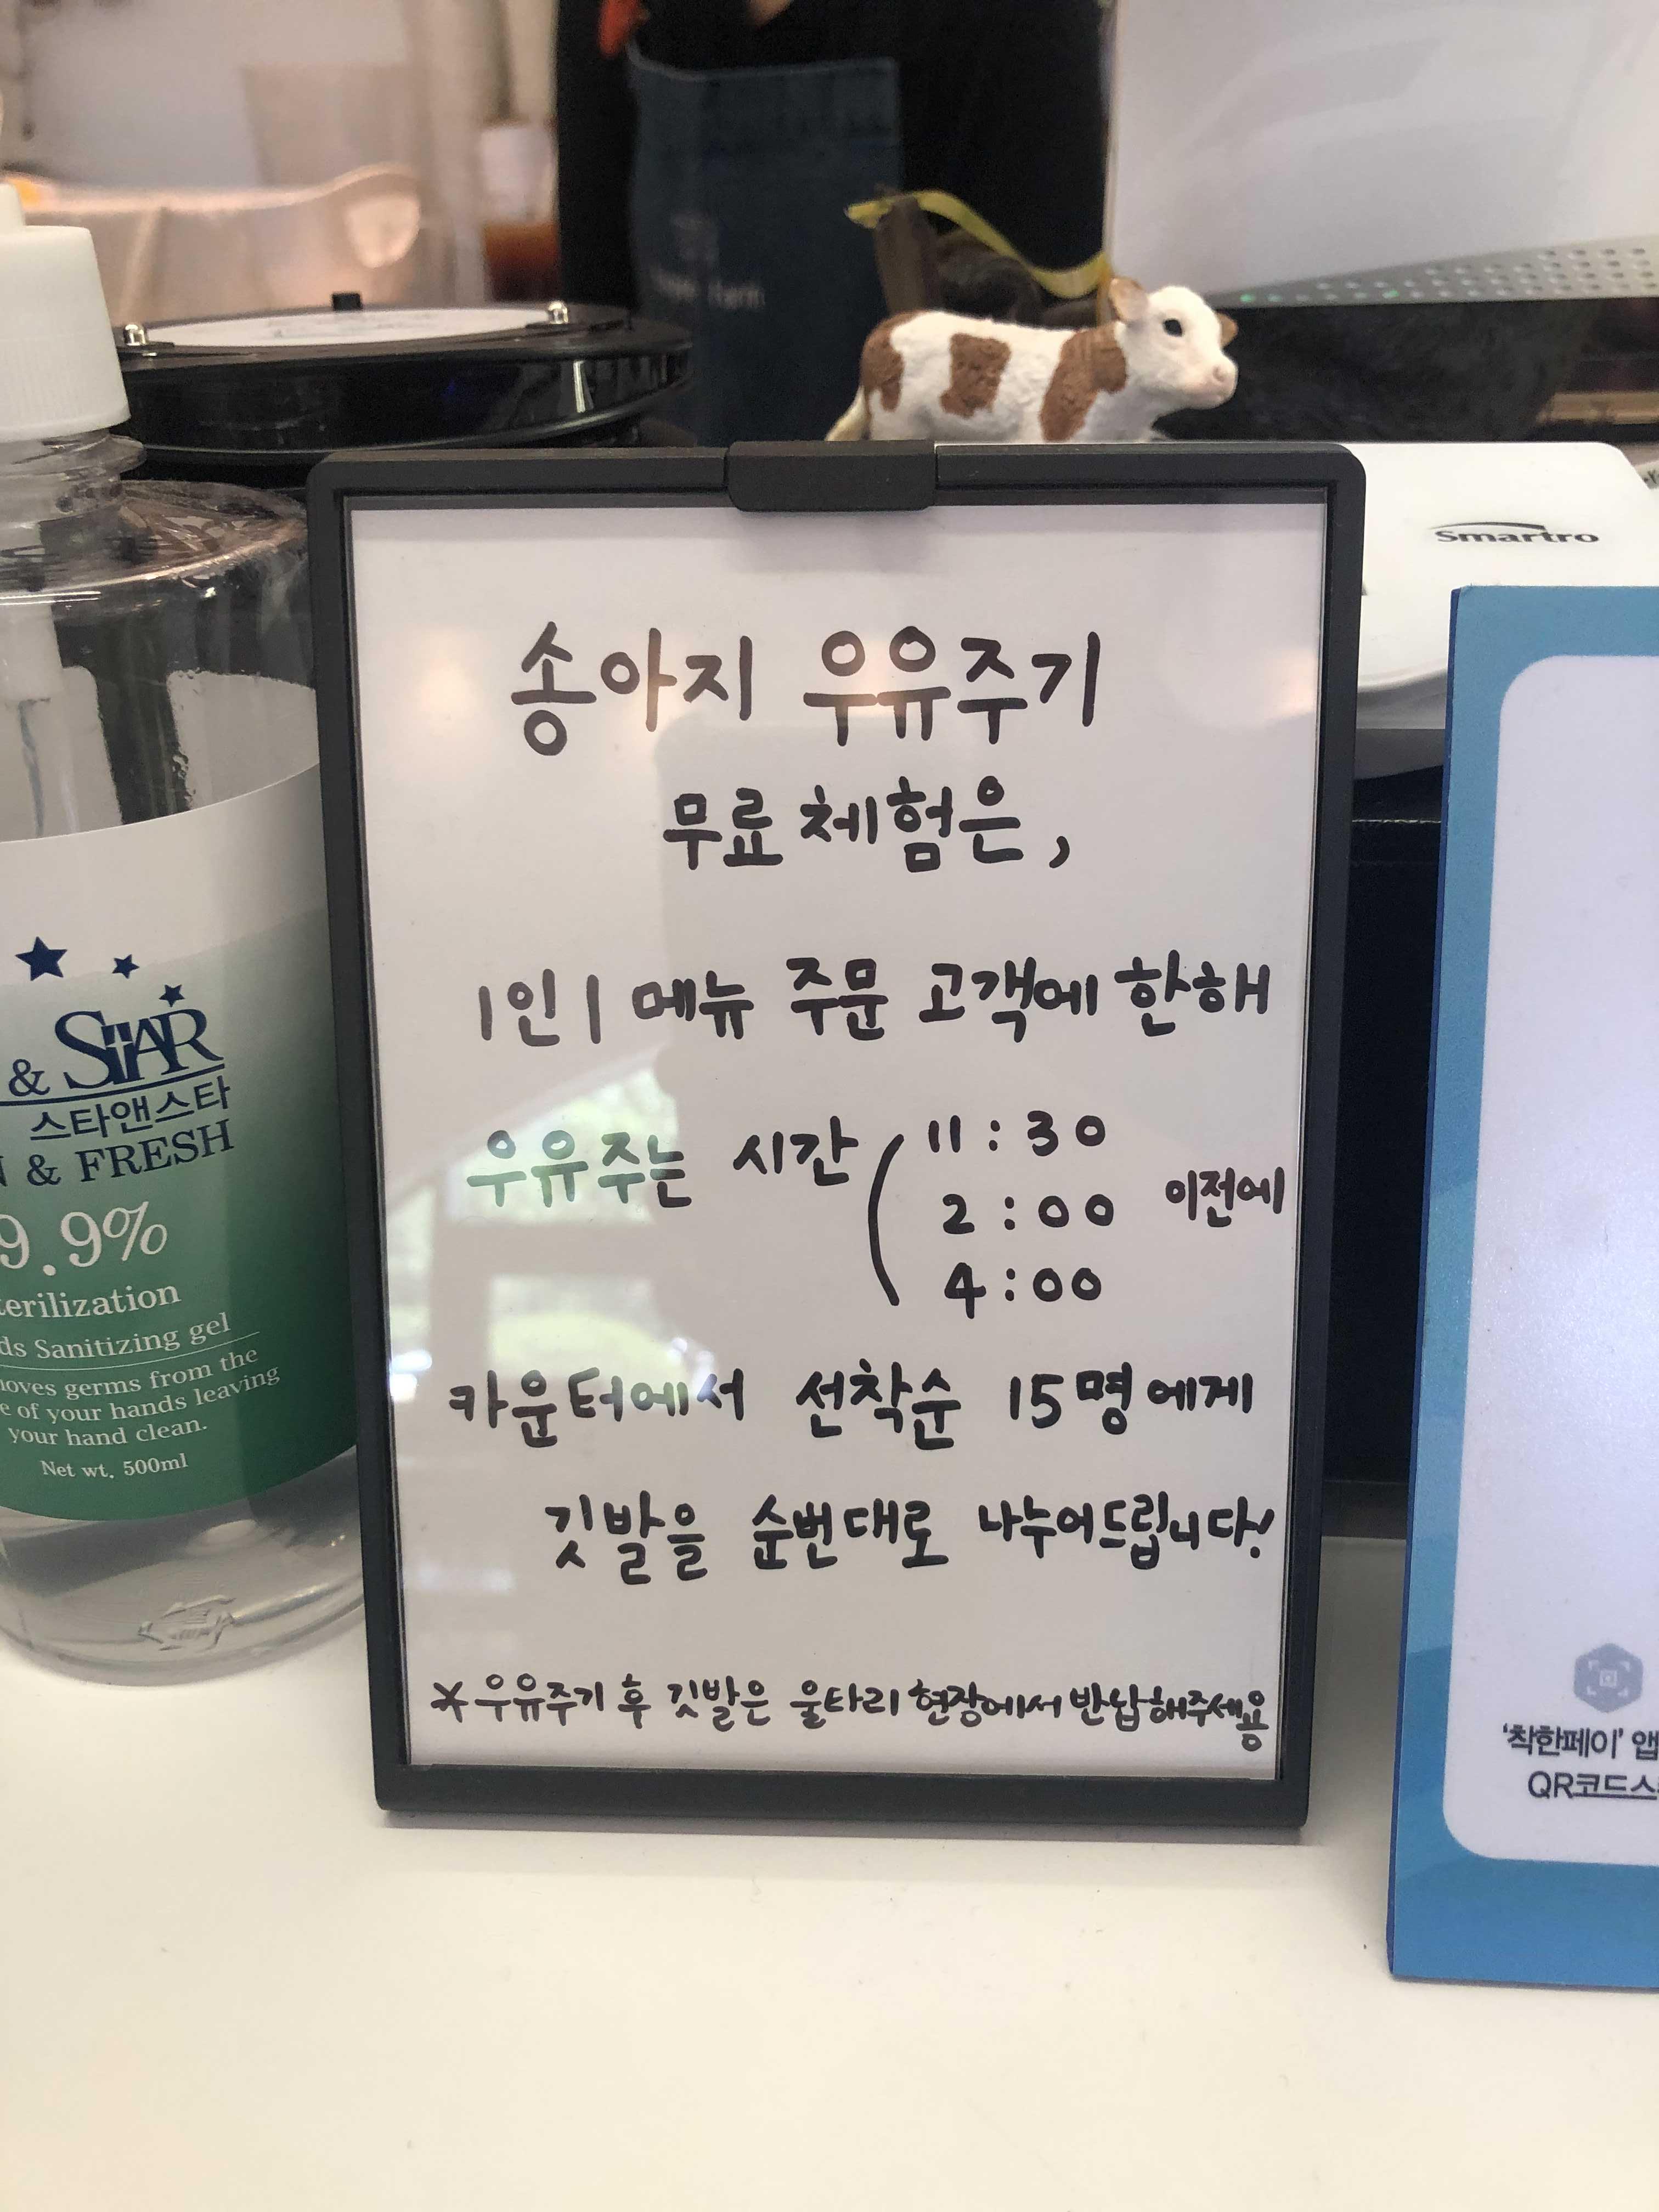 Smartro
송아지 우유주기
무료 체험은,
1인 1 메뉴 주문 고객에 한해
우유주는 시간 ( 11:30
2:00 이전에
4:00
카운터에서 선착순 15명에게
깃발을 순번대로 나누어드립니다!
* 우유주기 후 깃발은 울타리 현장에서 반납해주세용
& STAR
스타앤스타
& FRESH
9.9%
ds Sanitizing gel
germs from the
e of your hands leaving
your hand clean.
Net wt. 500ml
'착한페이' 앱
QR코드스